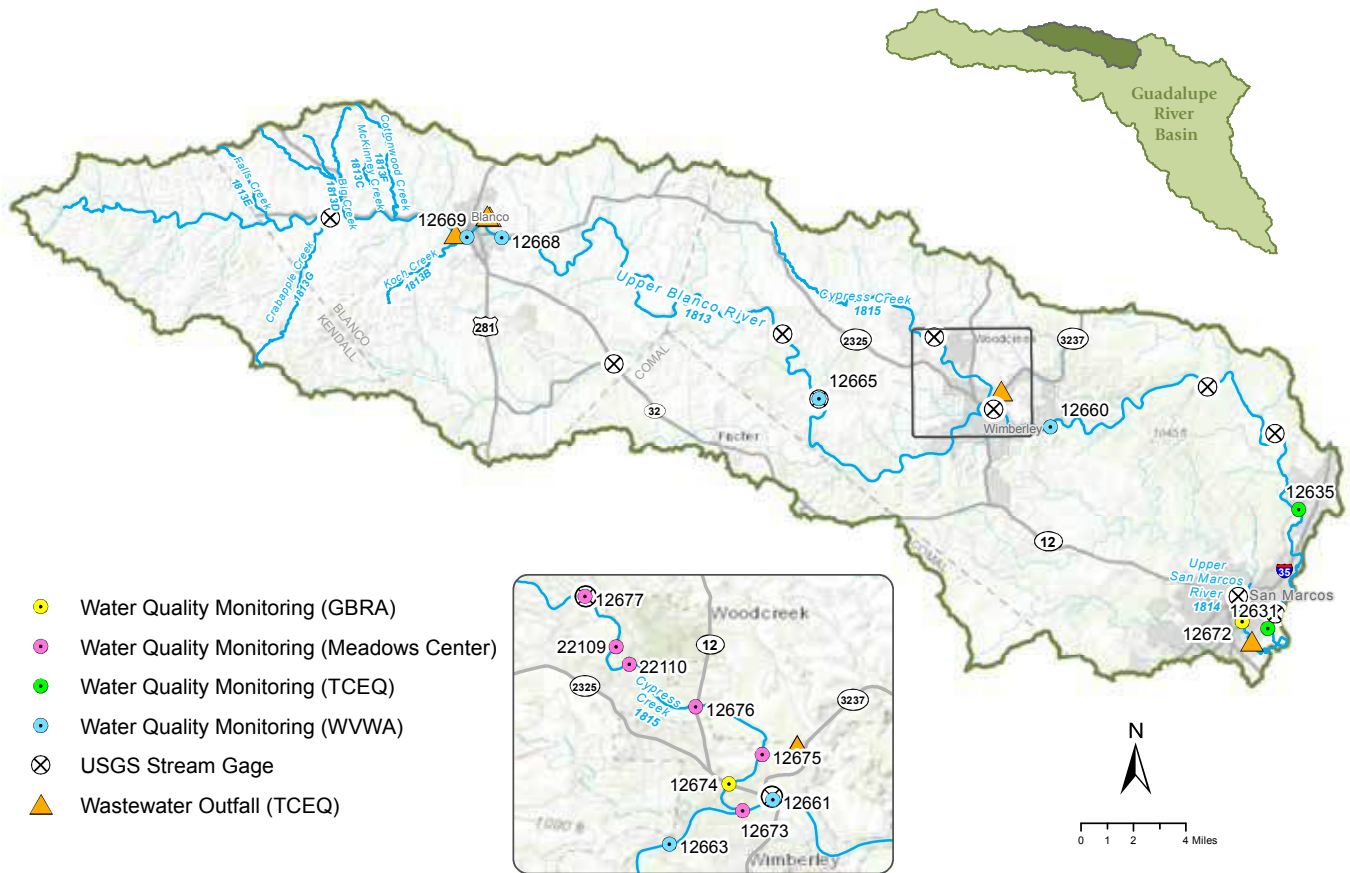 Guadalupe
River
Basin
Cottonwood Creek
1813F
McKinney Creek
1813C
Big Creek
1813D
Falls Creek
1813E
12669
Blanco
12668
Koch Creek
1813B
Crabapple Creek
1813G
BLANCO
KENDALL
281
Upper Blanco River
1813
Cypress Creek
1815
2325
Woodcreek
3237
COMAL
12665
32
Fischer
12660
Wimberley
1045 ft
12635
12
COMAL
35
Upper
San Marcos
River
1814
San Marcos
12631
12672
Water Quality Monitoring (GBRA)
Water Quality Monitoring (Meadows Center)
Water Quality Monitoring (TCEQ)
Water Quality Monitoring (WVWA)
USGS Stream Gage
Wastewater Outfall (TCEQ)
12677
Woodcreek
22109
12
22110
2325
Cypress
Creek
1815
3237
12676
12675
12674
12661
12673
1000 ft
12663
Wimberley
N
0 1 2 4 Miles